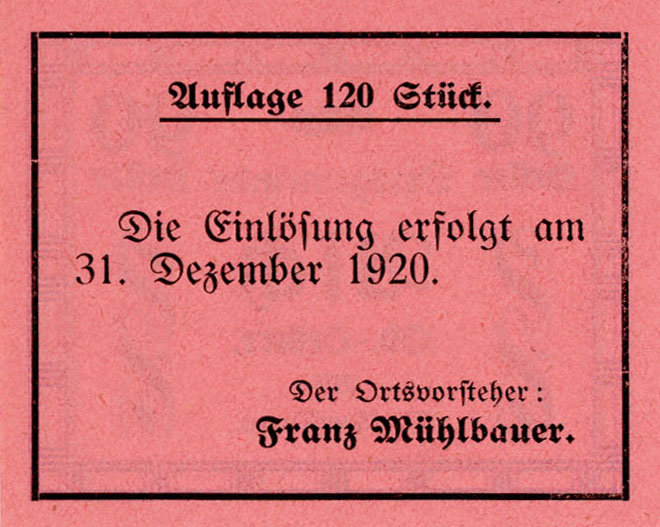 Auflage 120 Stück.
Die Einlösung erfolgt am
31. Dezember 1920.
Der Ortsvorsteher:
Franz Mühlbauer.